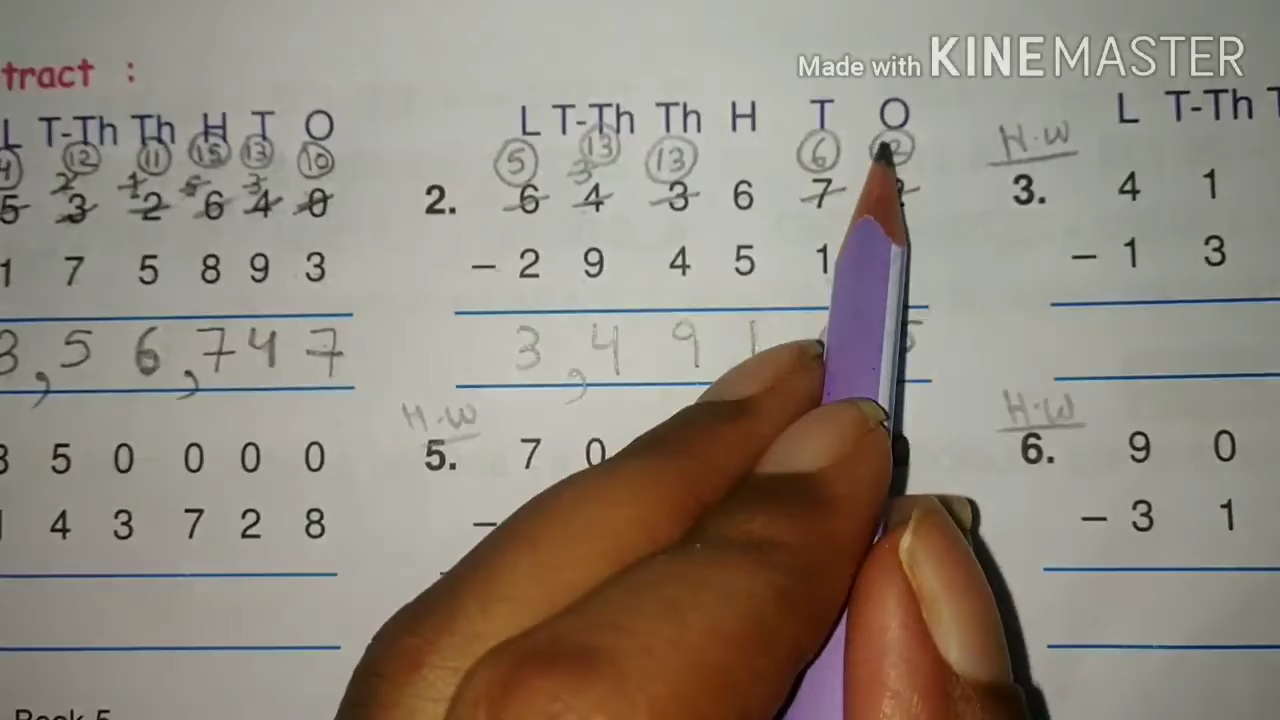 Made with KINEMASTER
tract :
L T-Th Th H T O
4 12 11 15 13 10
2 1 5 3
5 3 2 6 4 0
1 7 5 8 9 3
3,5 6,7 4 7
L T-Th Th H T O
5 13 13 6
3
2. 6 4 3 6 7
- 2 9 4 5 1
3,4 9 1
H.W
L T-Th
3. 4 1
- 1 3
3 5 0 0 0 0
4 3 7 2 8
H.W
5. 7 0
-
H.W
6. 9 0
- 3 1